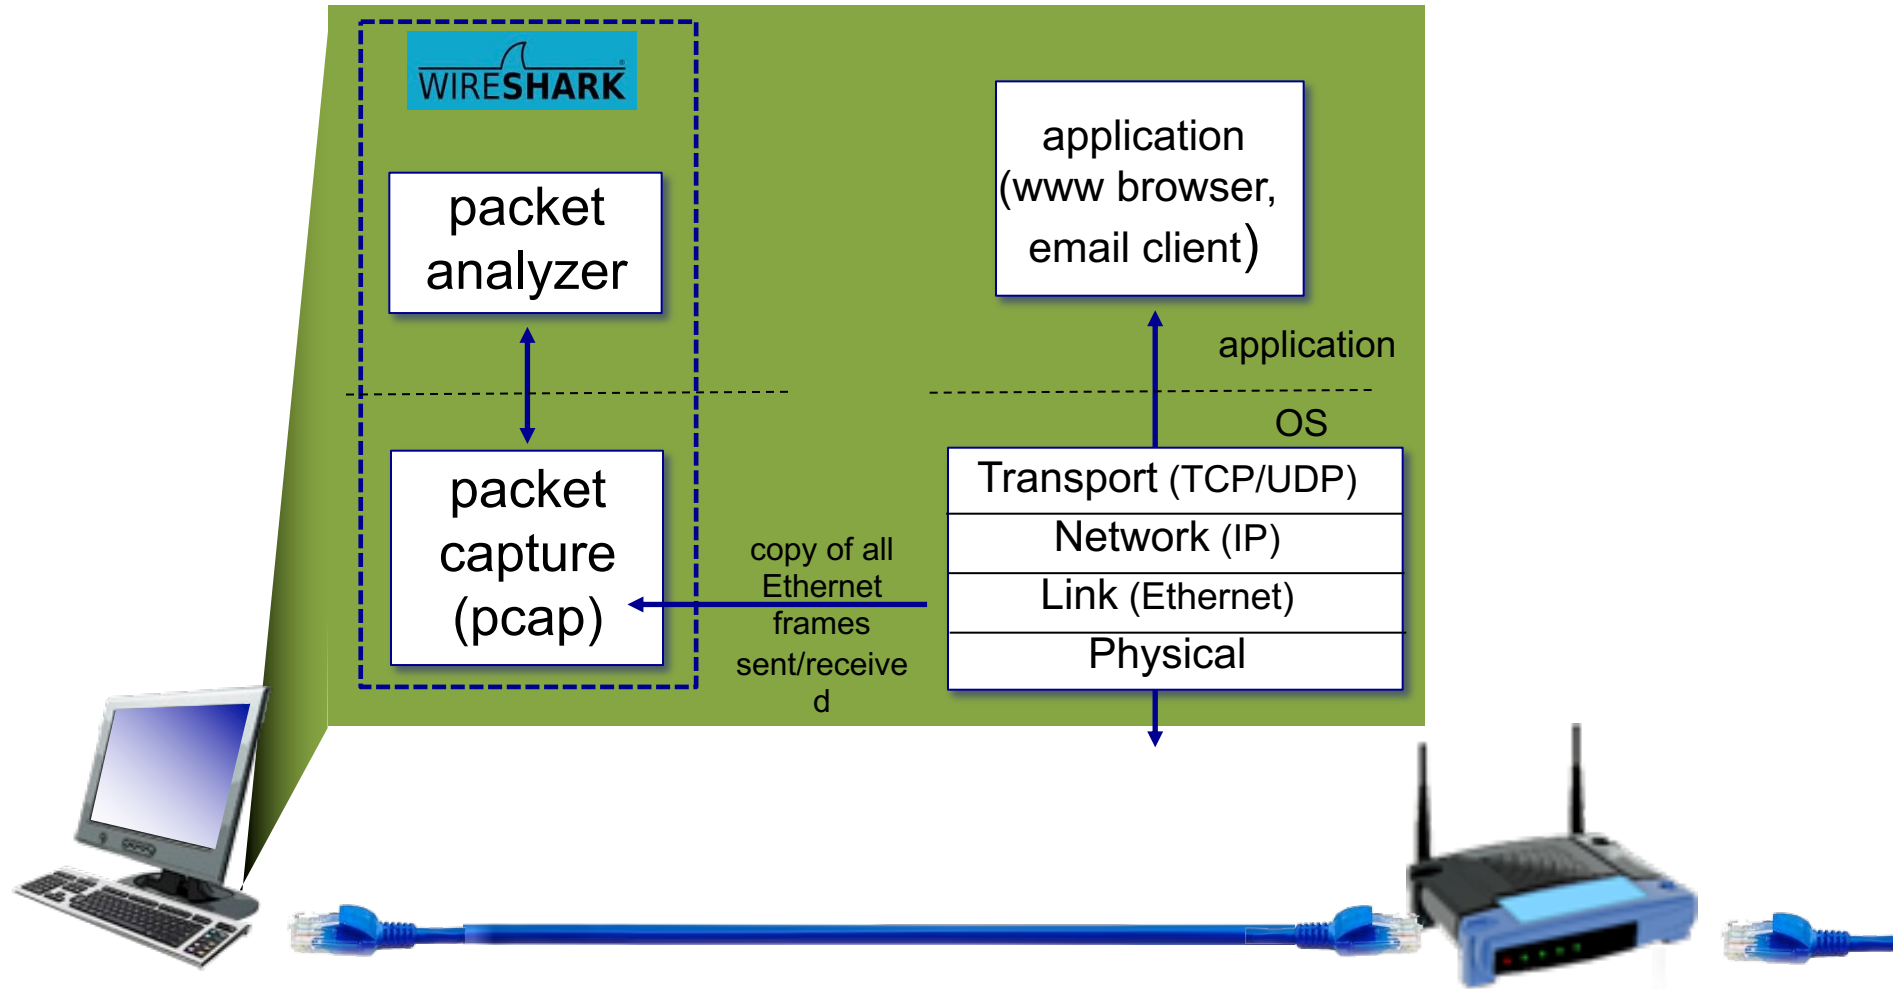 WIRESHARK
®
packet
analyzer
packet
capture
(pcap)
copy of all
Ethernet
frames
sent/receive
d
application
(www browser,
email client)
application
OS
Transport (TCP/UDP)
Network (IP)
Link (Ethernet)
Physical